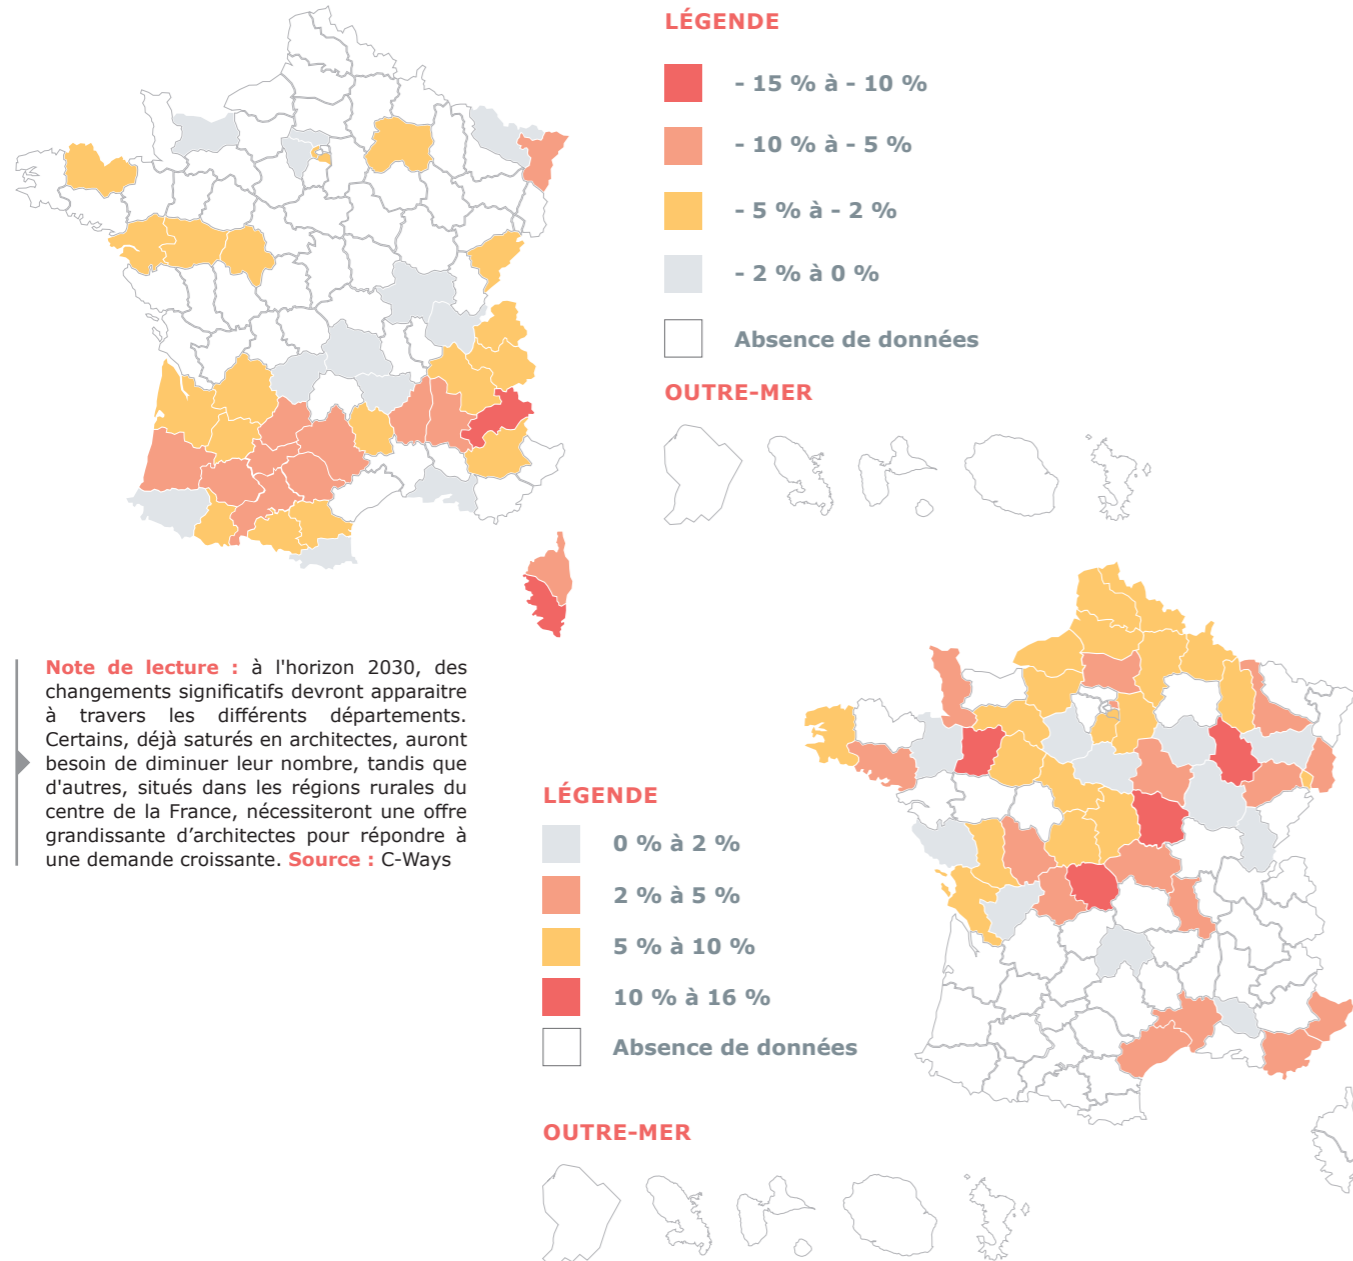 LÉGENDE
- 15 % à - 10 %
- 10 % à - 5 %
- 5 % à - 2 %
- 2 % à 0 %
Absence de données
OUTRE-MER
Note de lecture : à l'horizon 2030, des
changements significatifs devront apparaitre
à travers les différents départements.
Certains, déjà saturés en architectes, auront
besoin de diminuer leur nombre, tandis que
d'autres, situés dans les régions rurales du
centre de la France, nécessiteront une offre
grandissante d’architectes pour répondre à
une demande croissante. Source : C-Ways
LÉGENDE
0 % à 2 %
2 % à 5 %
5 % à 10 %
10 % à 16 %
Absence de données
OUTRE-MER